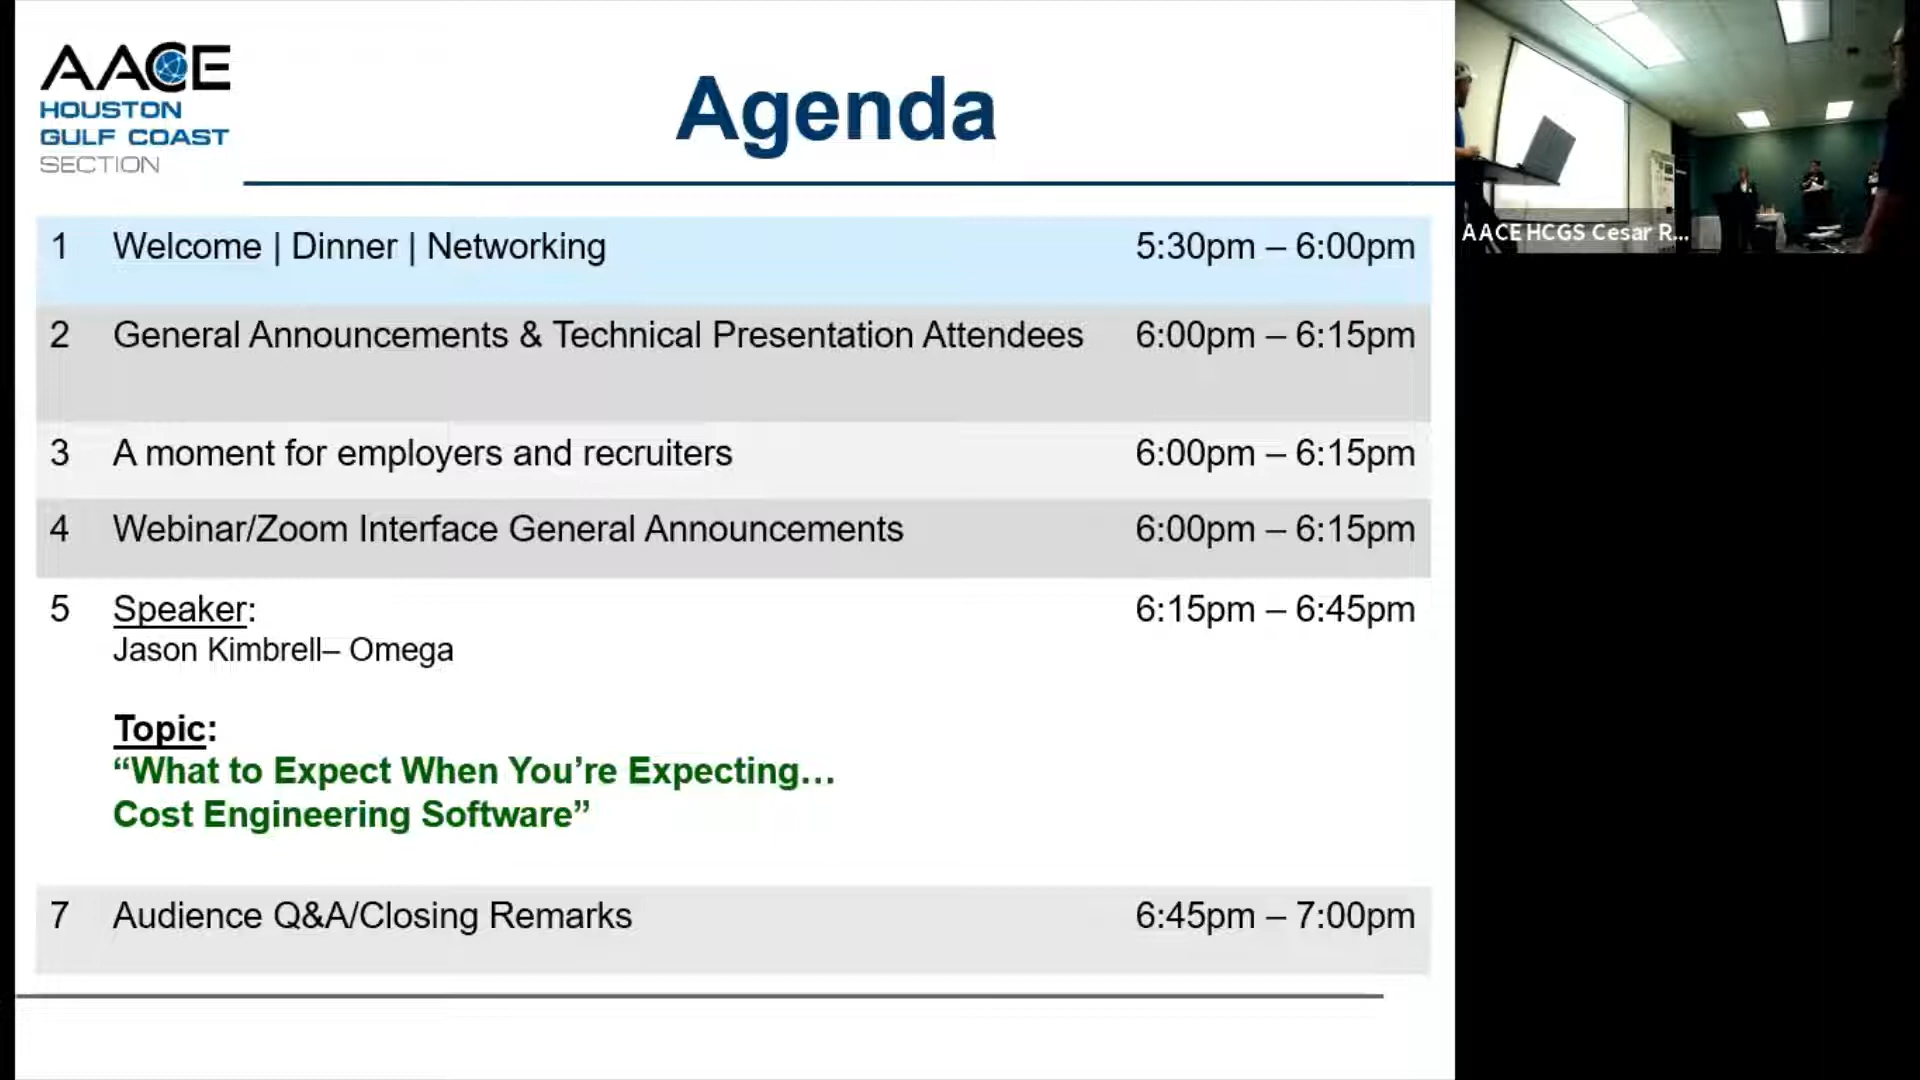 AACE
HOUSTON
GULF COAST
SECTION
Agenda
1 Welcome | Dinner | Networking 5:30pm – 6:00pm
2 General Announcements & Technical Presentation Attendees 6:00pm – 6:15pm
3 A moment for employers and recruiters 6:00pm – 6:15pm
4 Webinar/Zoom Interface General Announcements 6:00pm – 6:15pm
5 Speaker: 6:15pm – 6:45pm
Jason Kimbrell– Omega
Topic:
“What to Expect When You’re Expecting…
Cost Engineering Software”
7 Audience Q&A/Closing Remarks 6:45pm – 7:00pm
AACE HCGS Cesar R...